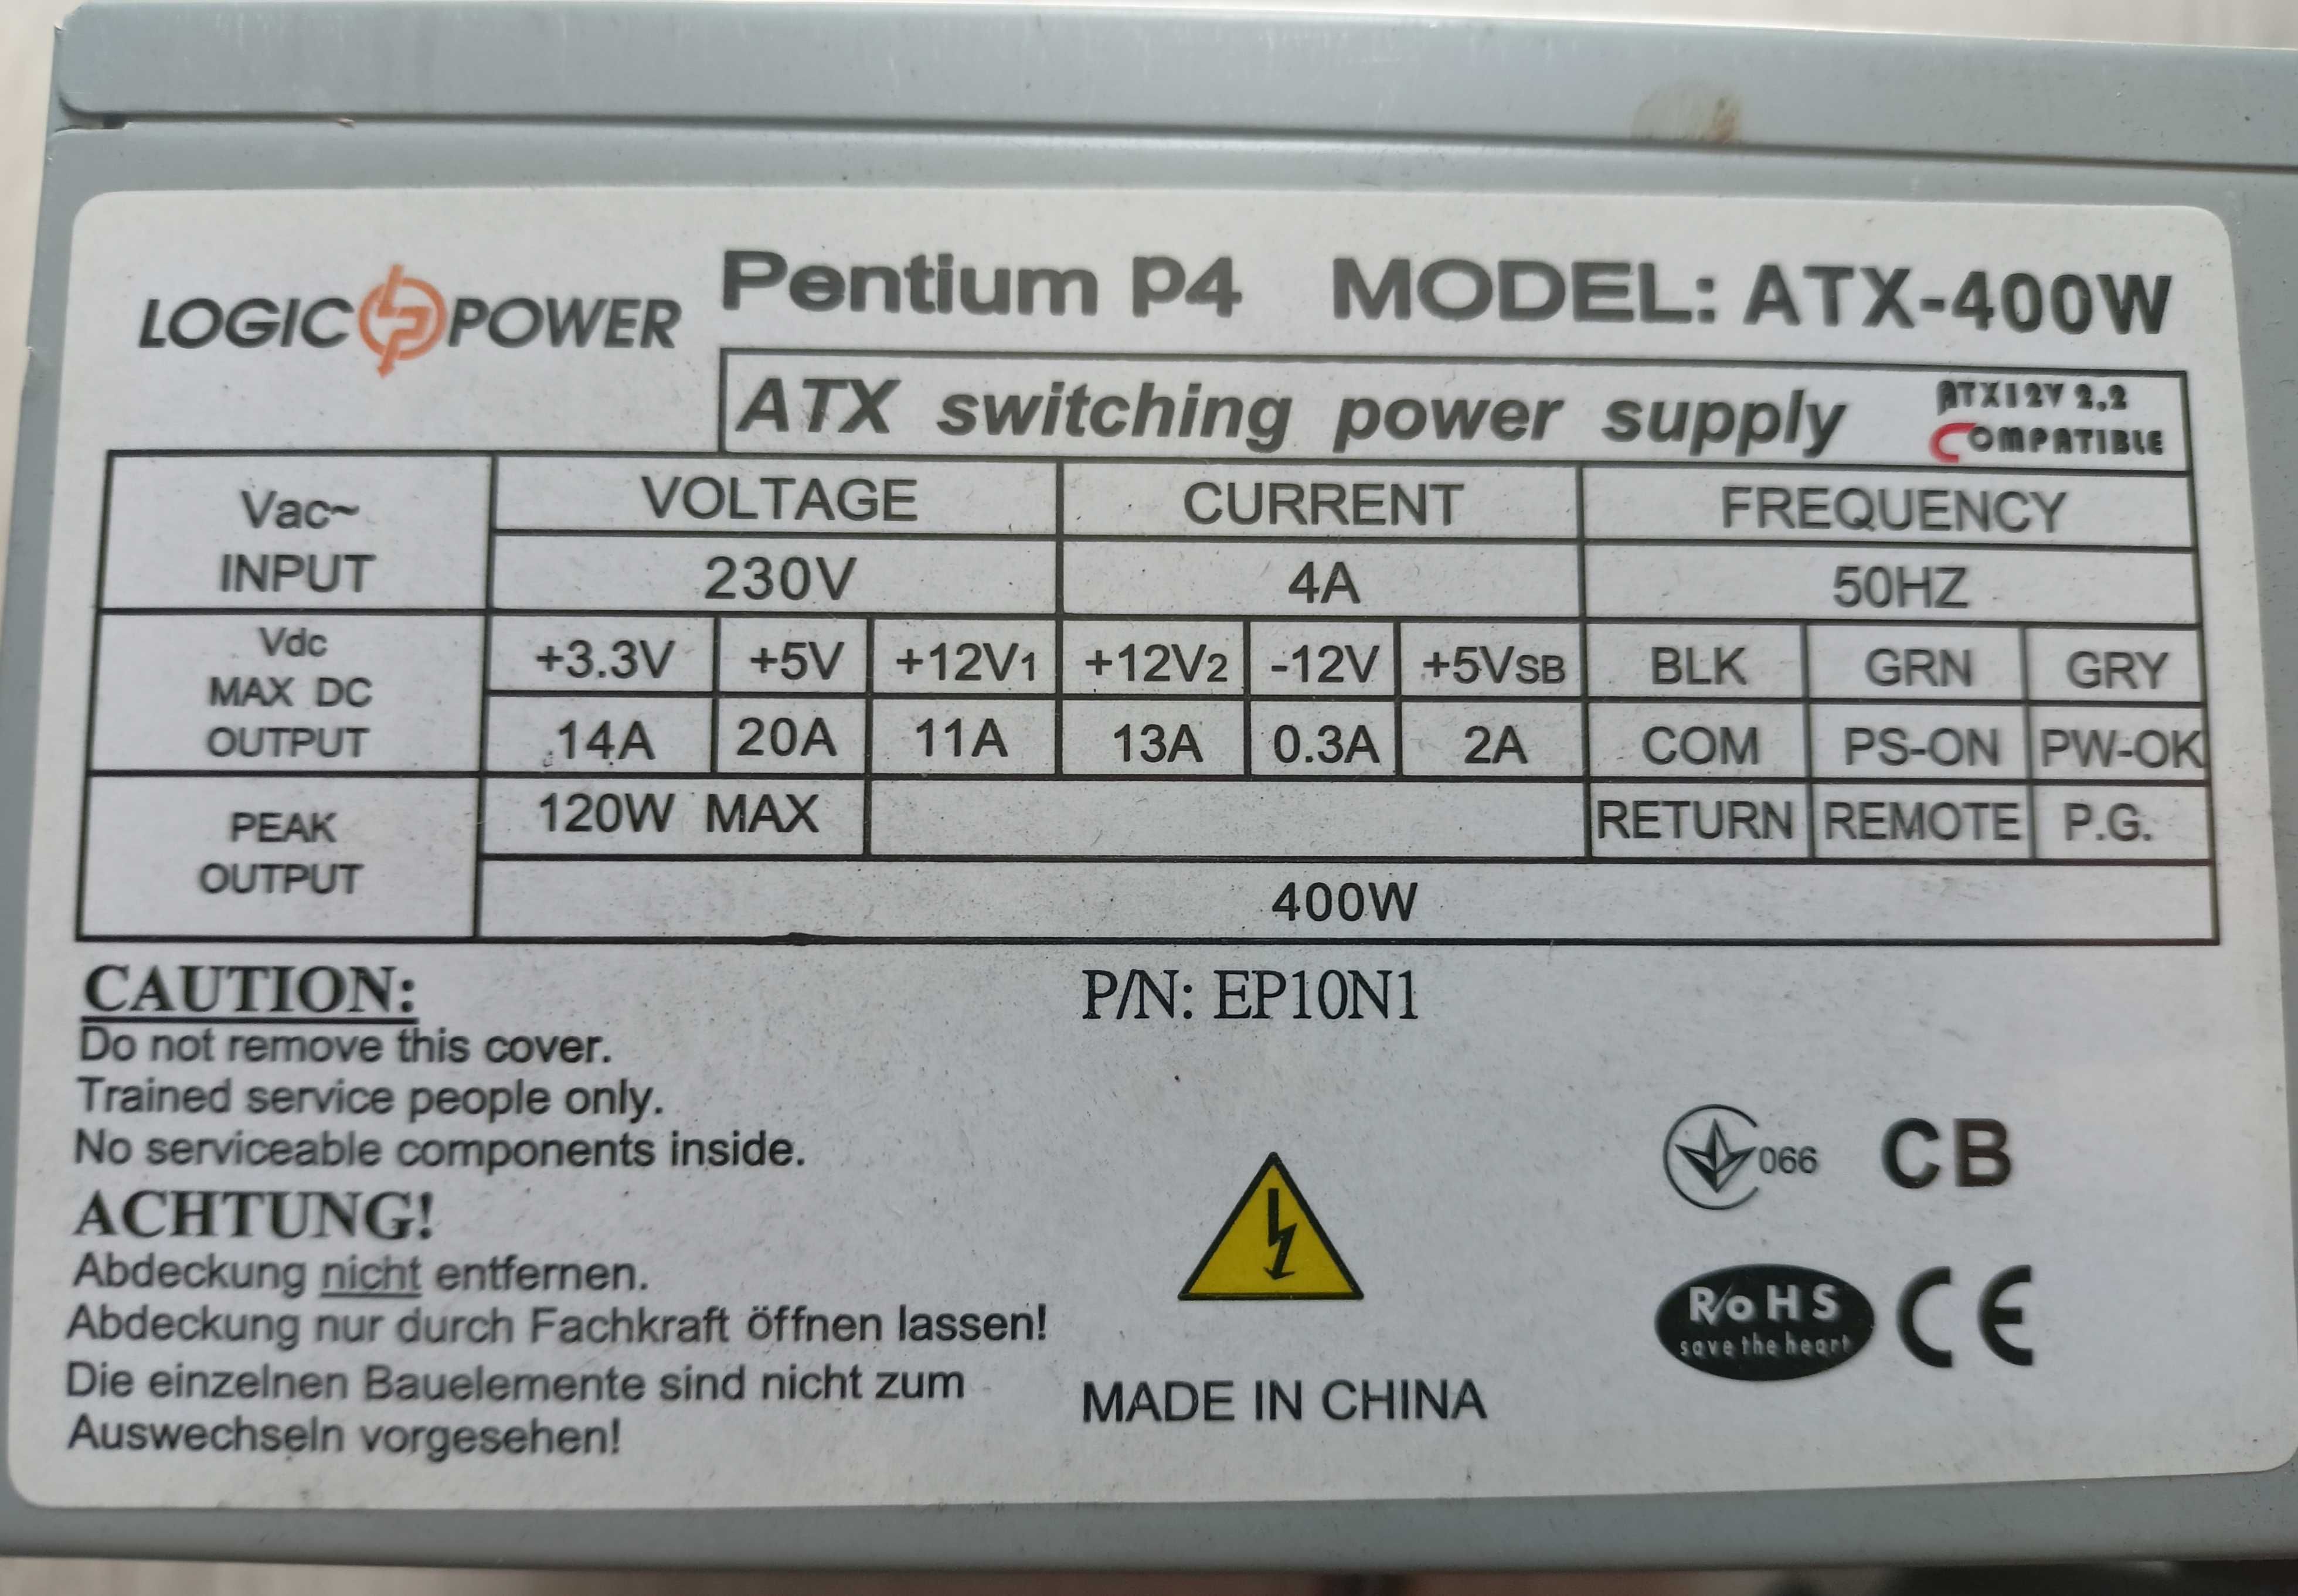 LOGIC POWER
Pentium P4 MODEL: ATX-400W
ATX switching power supply
ATX12V 2.2
COMPATIBLE
Vac~ INPUT
VOLTAGE CURRENT FREQUENCY
230V 4A 50HZ
Vdc
MAX DC
OUTPUT
+3.3V +5V +12V1 +12V2 -12V +5VSB BLK GRN GRY
14A 20A 11A 13A 0.3A 2A COM PS-ON PW-OK
PEAK
OUTPUT
120W MAX RETURN REMOTE P.G.
400W
CAUTION:
Do not remove this cover.
Trained service people only.
No serviceable components inside.
ACHTUNG!
Abdeckung nicht entfernen.
Abdeckung nur durch Fachkraft öffnen lassen!
Die einzelnen Bauelemente sind nicht zum
Auswechseln vorgesehen!
P/N: EP10N1
MADE IN CHINA
066
CB
RoHS
save the heart
CE